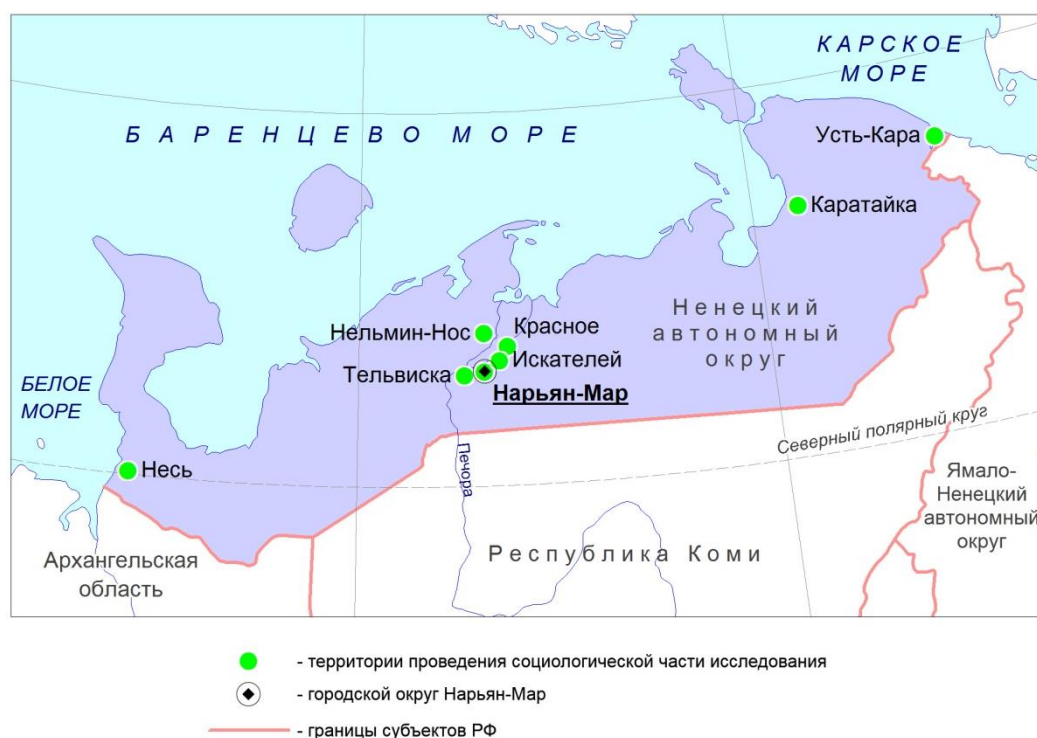 КАРСКОЕ
МОРЕ
БАРЕНЦЕВО МОРЕ
Усть-Кара
Каратайка
Ненецкий
автономный
округ
Нельмин-Нос
Красное
Искателей
Тельвиска
Нарьян-Мар
БЕЛОЕ
МОРЕ
Несь
Северный полярный круг
Печора
Ямало-
Ненецкий
автономный
округ
Архангельская
область
Республика Коми
- территории проведения социологической части исследования
- городской округ Нарьян-Мар
- границы субъектов РФ